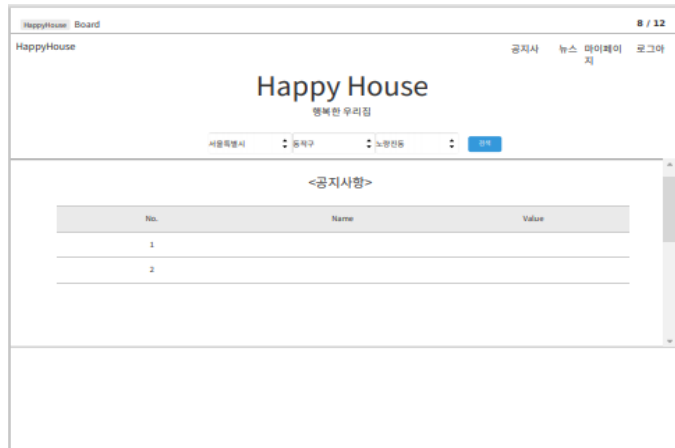 HappyHouse Board 8 / 12
HappyHouse 공지사 뉴스 마이페이지 로그아
Happy House
행복한 우리집
서울특별시 동작구 노량진동 검색
<공지사항>
No. Name Value
1
2